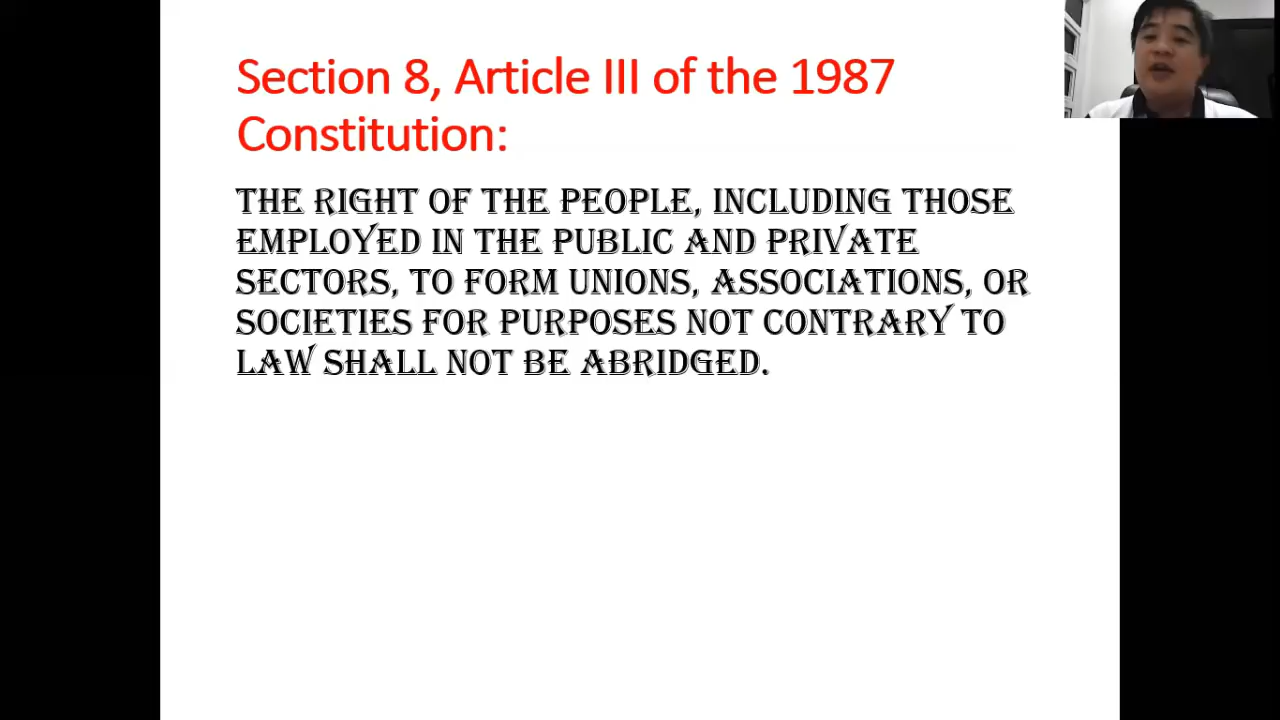 Section 8, Article III of the 1987
Constitution:
THE RIGHT OF THE PEOPLE, INCLUDING THOSE
EMPLOYED IN THE PUBLIC AND PRIVATE
SECTORS, TO FORM UNIONS, ASSOCIATIONS, OR
SOCIETIES FOR PURPOSES NOT CONTRARY TO
LAW SHALL NOT BE ABRIDGED.